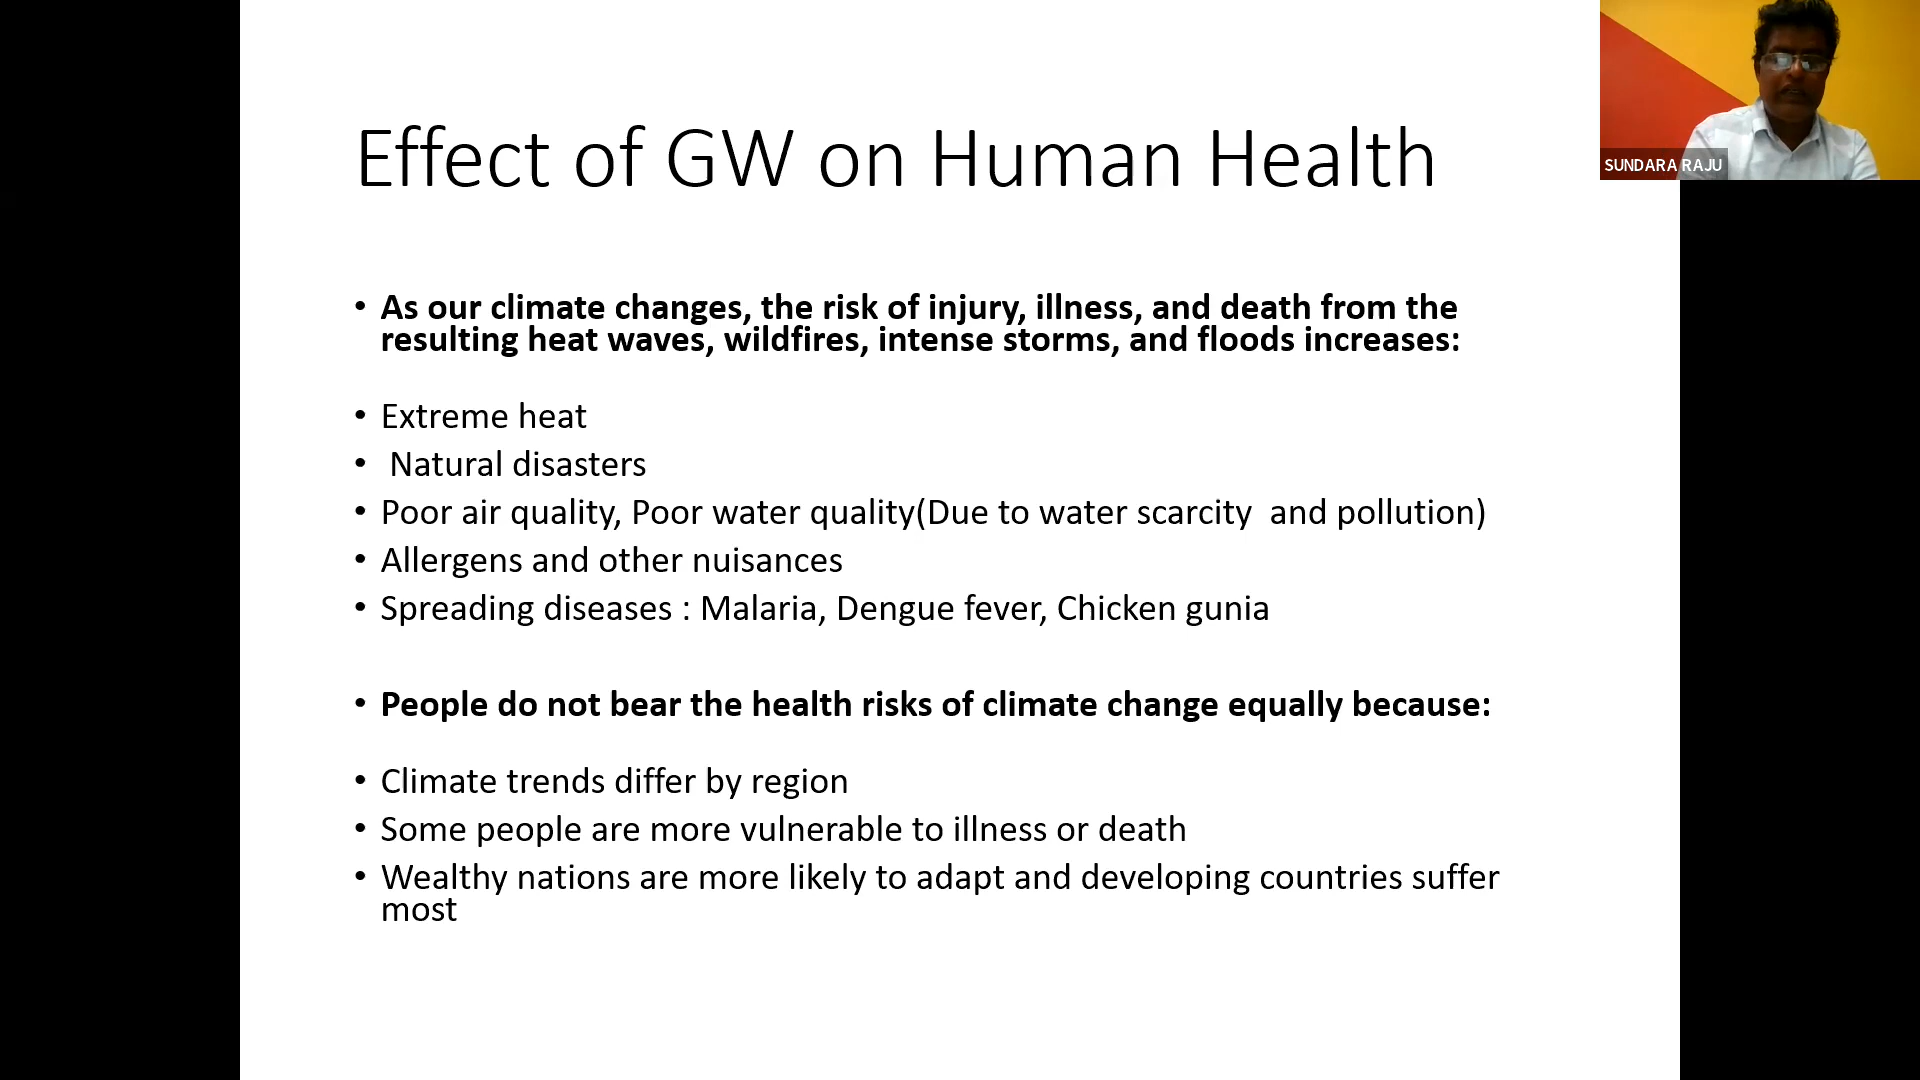 Effect of GW on Human Health
SUNDARA RAJU
• As our climate changes, the risk of injury, illness, and death from the
resulting heat waves, wildfires, intense storms, and floods increases:
• Extreme heat
• Natural disasters
• Poor air quality, Poor water quality(Due to water scarcity  and pollution)
• Allergens and other nuisances
• Spreading diseases : Malaria, Dengue fever, Chicken gunia
• People do not bear the health risks of climate change equally because:
• Climate trends differ by region
• Some people are more vulnerable to illness or death
• Wealthy nations are more likely to adapt and developing countries suffer
most